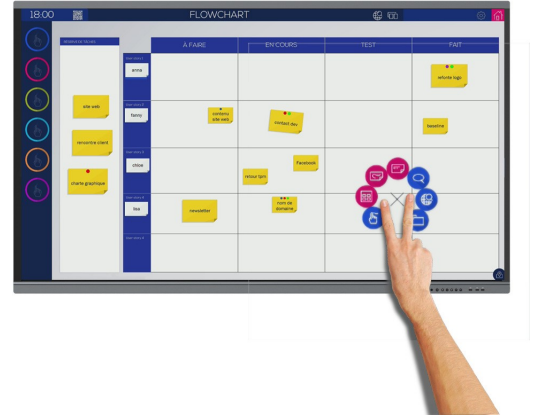 18:00
FLOWCHART
À FAIRE
EN COURS
TEST
FAIT
anna
refonte logo
site web
fanny
contenu
site web
contact dev
baseline
rencontre client
chloe
Facebook
retour tpm
charte graphique
lisa
newsletter
nom de
domaine